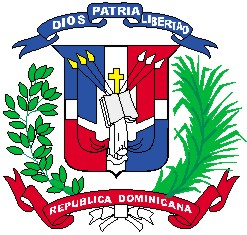 DIOS PATRIA LIBERTAD
REPUBLICA DOMINICANA